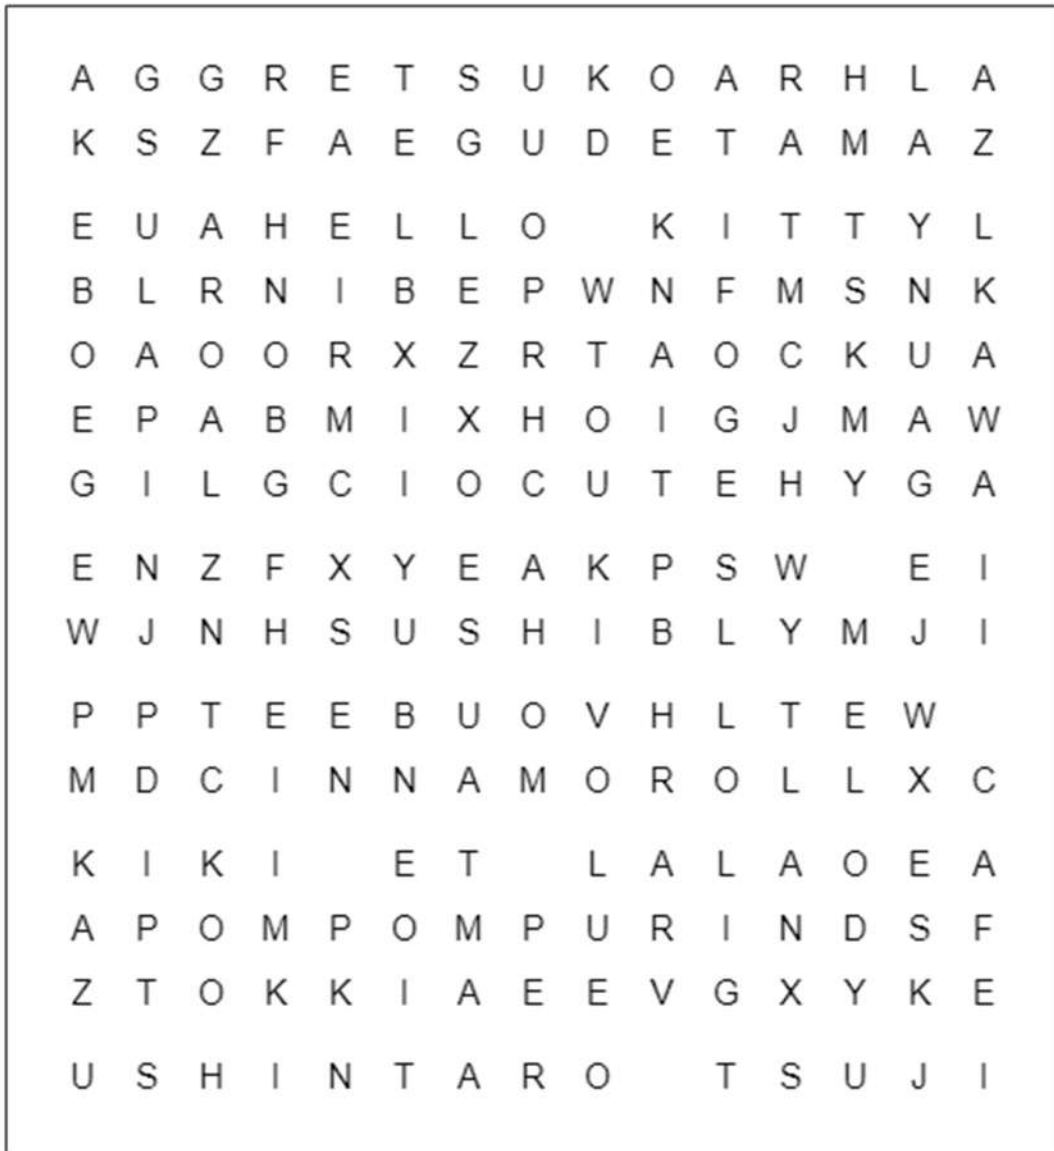 A G G R E T S U K O A R H L A
K S Z F A E G U D E T A M A Z
E U A H E L L O   K I T T Y L
B L R N I B E P W N F M S N K
O A O O R X Z R T A O C K U A
E P A B M I X H O I G J M A W
G I L G C I O C U T E H Y G A
E N Z F X Y E A K P S W   E I
W J N H S U S H I B L Y M J I
P P T E E B U O V H L T E W
M D C I N N A M O R O L L X C
K I K I   E T   L A L A O E A
A P O M P O M P U R I N D S F
Z T O K K I A E E V G X Y K E
U S H I N T A R O   T S U J I